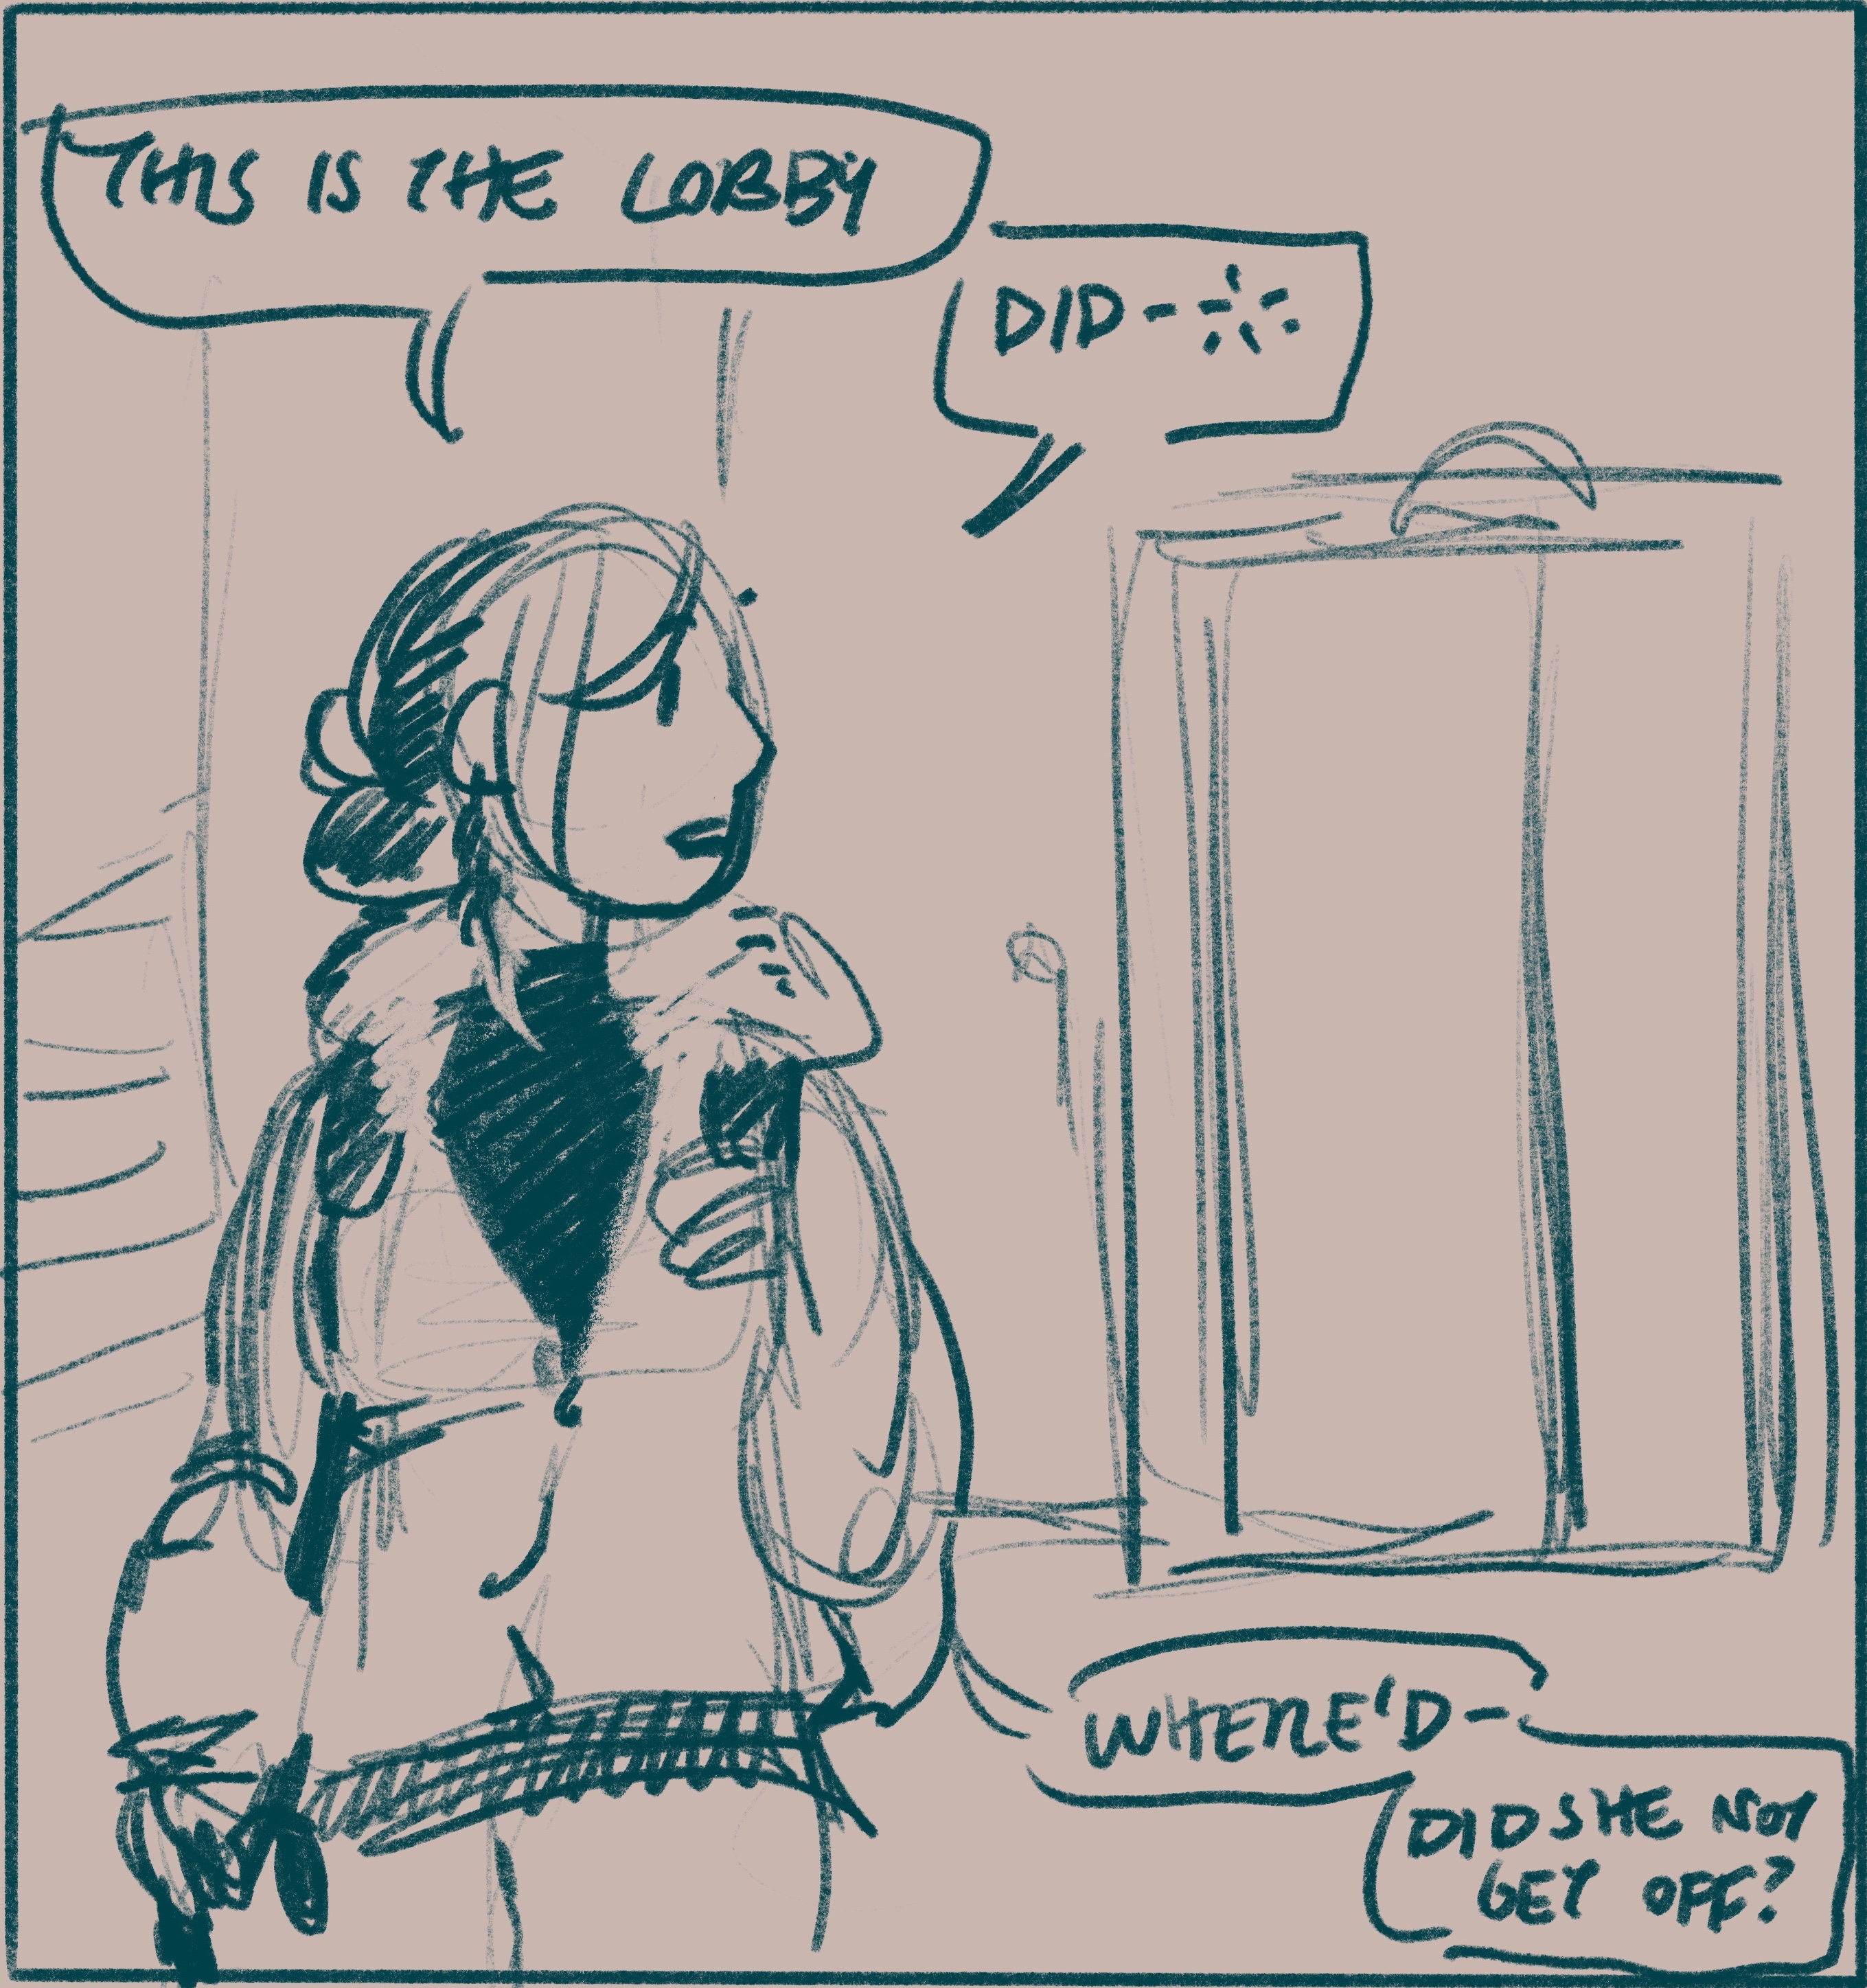 THIS IS THE LOBBY
DID-
WHERE'D-
DID SHE NOT
GET OFF?